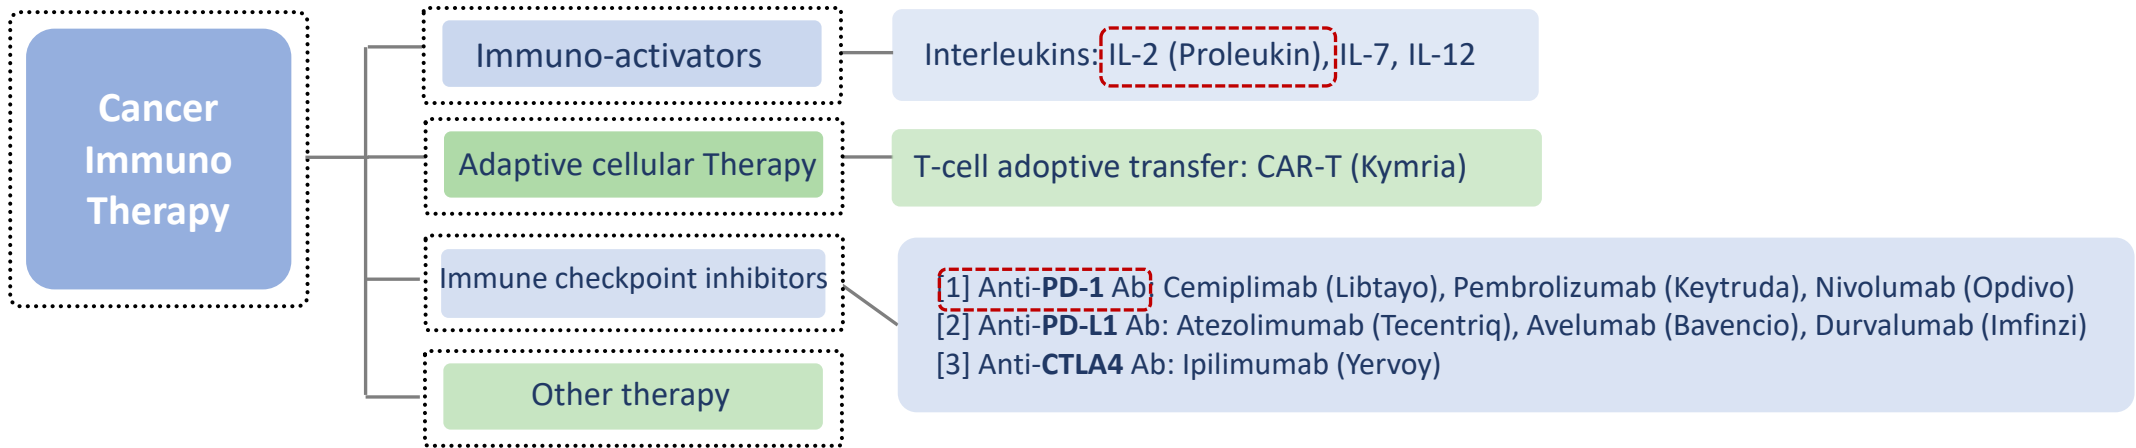 Cancer
Immuno
Therapy
Immuno-activators
Interleukins: IL-2 (Proleukin), IL-7, IL-12
Adaptive cellular Therapy
T-cell adoptive transfer: CAR-T (Kymria)
Immune checkpoint inhibitors
[1] Anti-PD-1 Ab: Cemiplimab (Libtayo), Pembrolizumab (Keytruda), Nivolumab (Opdivo)
[2] Anti-PD-L1 Ab: Atezolimumab (Tecentriq), Avelumab (Bavencio), Durvalumab (Imfinzi)
[3] Anti-CTLA4 Ab: Ipilimumab (Yervoy)
Other therapy